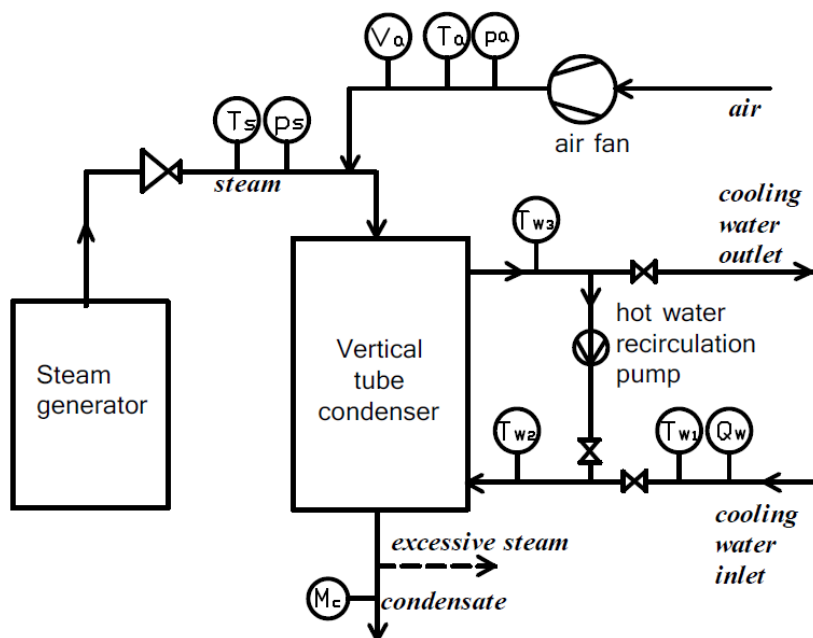 Va
Ta
pa
air
air fan
Ts
ps
steam
cooling
water
outlet
Tw3
hot water
recirculation
pump
Steam
generator
Vertical
tube
condenser
Tw2
Tw1
Qw
cooling
water
inlet
excessive steam
Mc
condensate